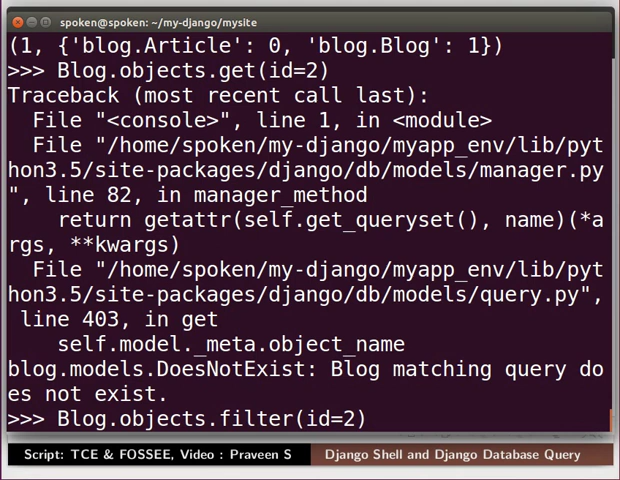 spoken@spoken: ~/my-django/mysite
(1, {'blog.Article': 0, 'blog.Blog': 1})
>>> Blog.objects.get(id=2)
Traceback (most recent call last):
  File "<console>", line 1, in <module>
  File "/home/spoken/my-django/myapp_env/lib/pyt
hon3.5/site-packages/django/db/models/manager.py
", line 82, in manager_method
    return getattr(self.get_queryset(), name)(*a
rgs, **kwargs)
  File "/home/spoken/my-django/myapp_env/lib/pyt
hon3.5/site-packages/django/db/models/query.py",
 line 403, in get
    self.model._meta.object_name
blog.models.DoesNotExist: Blog matching query do
es not exist.
>>> Blog.objects.filter(id=2)
Script: TCE & FOSSEE, Video : Praveen S
Django Shell and Django Database Query